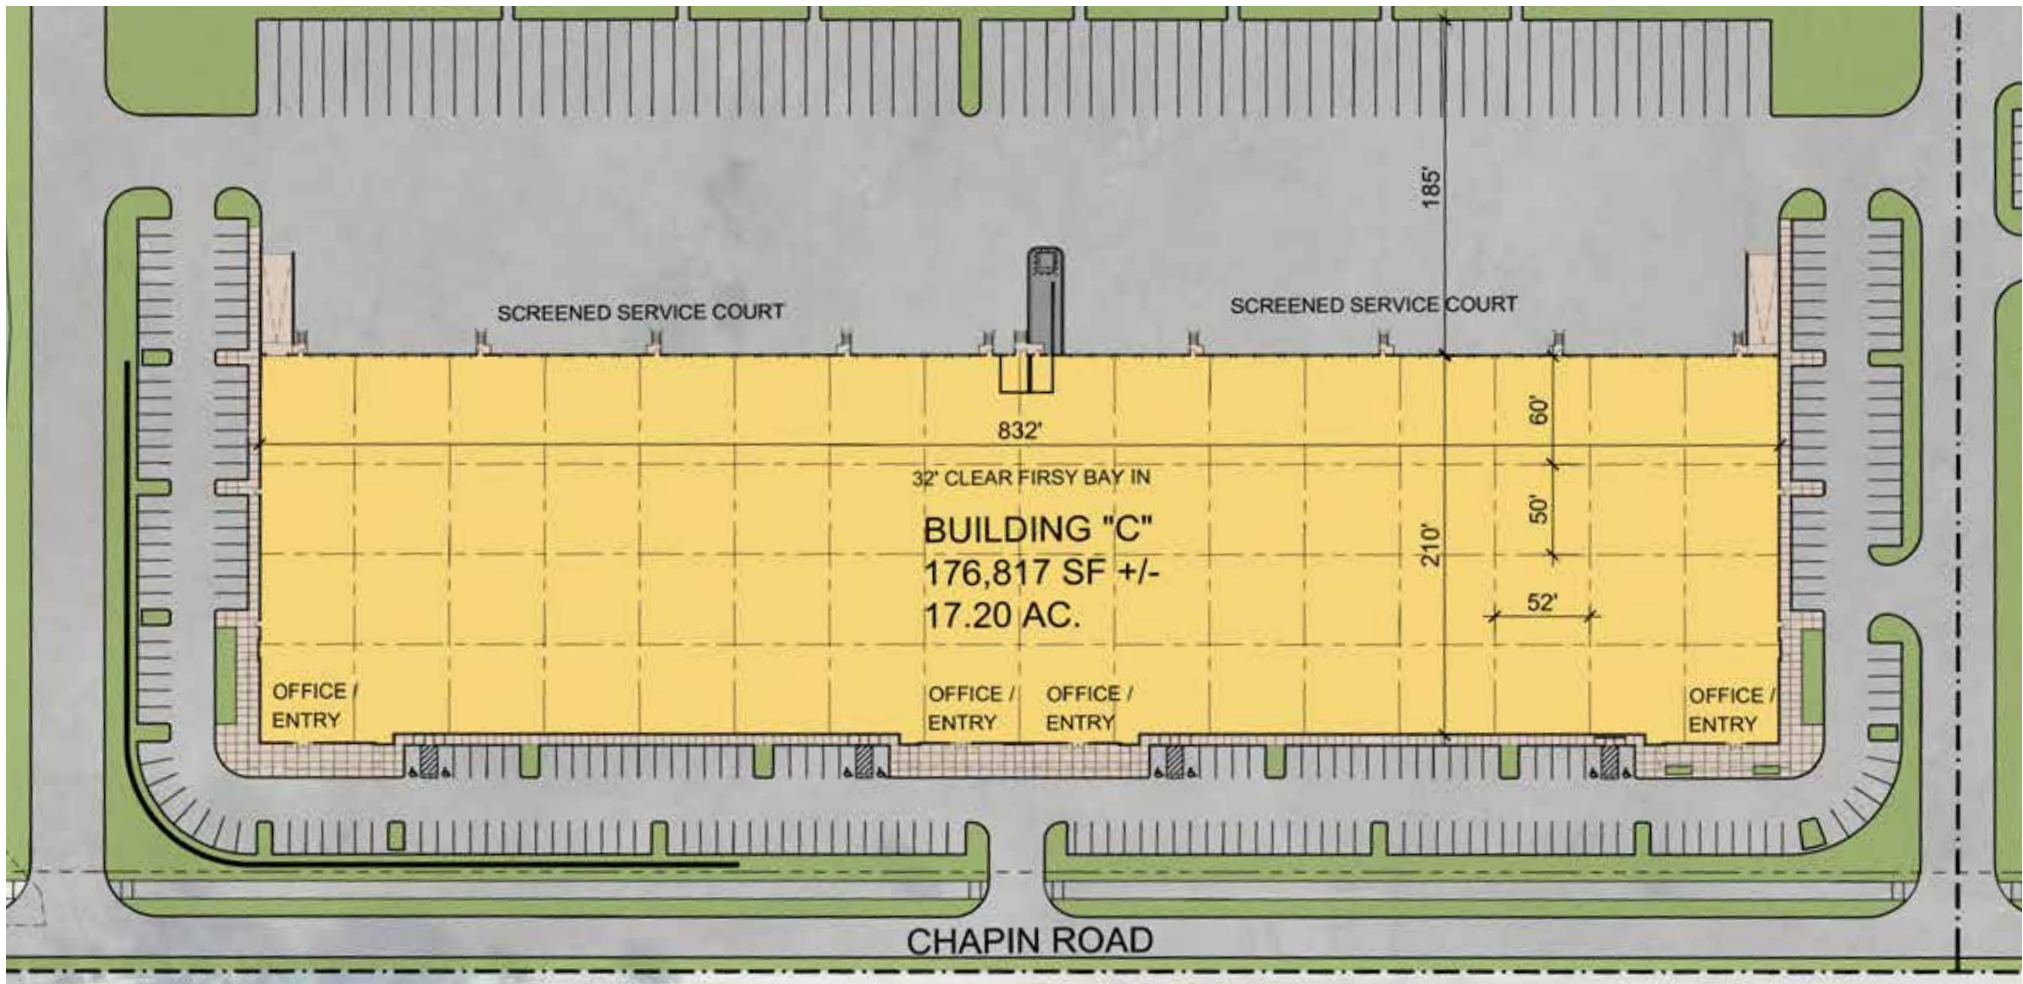 185'
SCREENED SERVICE COURT
SCREENED SERVICE COURT
60'
832'
32' CLEAR FIRSY BAY IN
50'
BUILDING "C"
176,817 SF +/-
17.20 AC.
210'
52'
OFFICE /
ENTRY
OFFICE /
ENTRY
OFFICE /
ENTRY
OFFICE /
ENTRY
CHAPIN ROAD